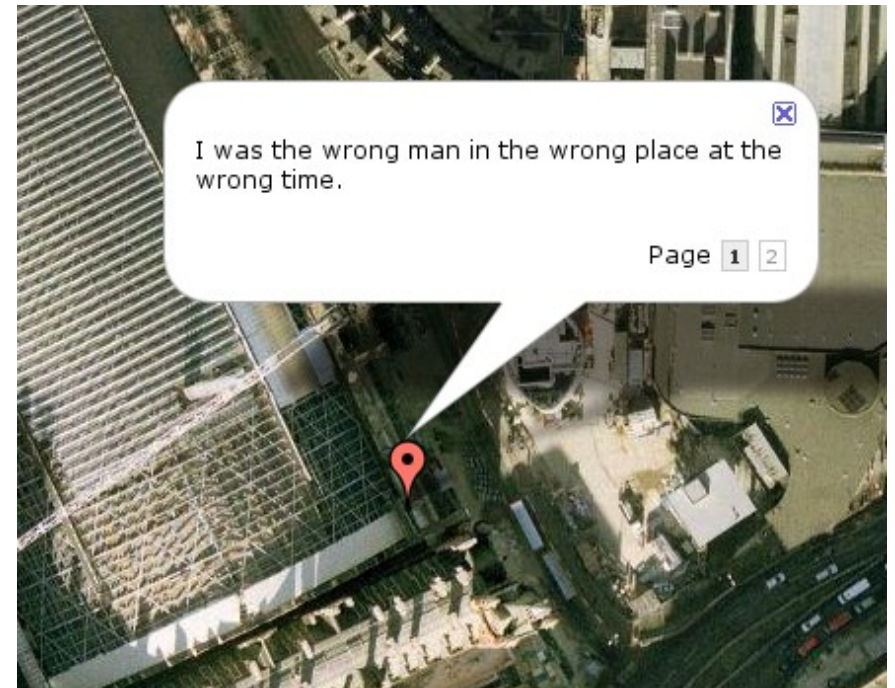 I was the wrong man in the wrong place at the
wrong time.
Page 1 2